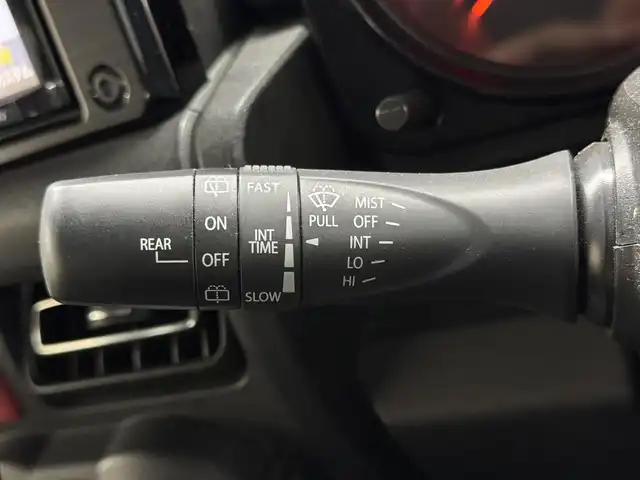 REAR
ON
OFF
FAST
INT
TIME
SLOW
PULL
MIST
OFF
INT
LO
HI